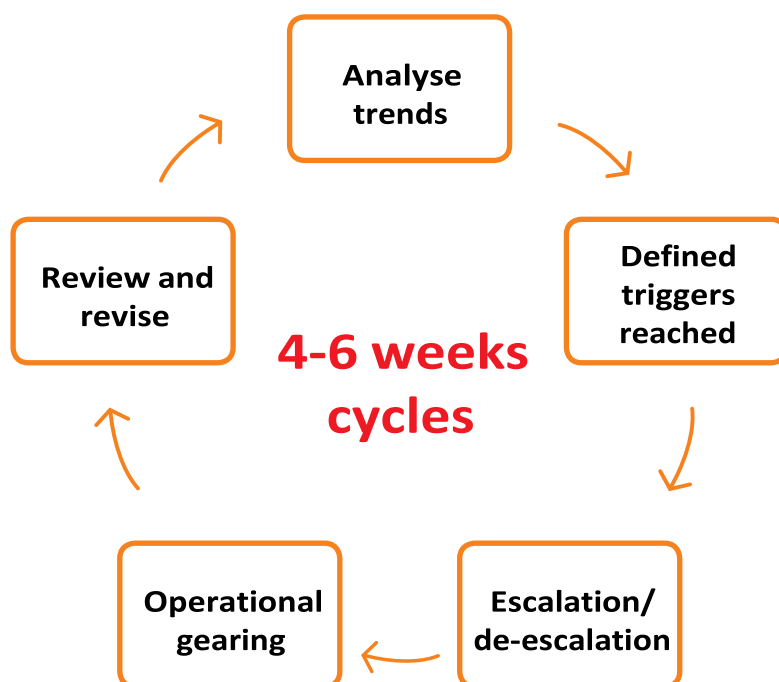 Analyse
trends
Defined
triggers
reached
Escalation/
de-escalation
Operational
gearing
Review and
revise
4-6 weeks
cycles